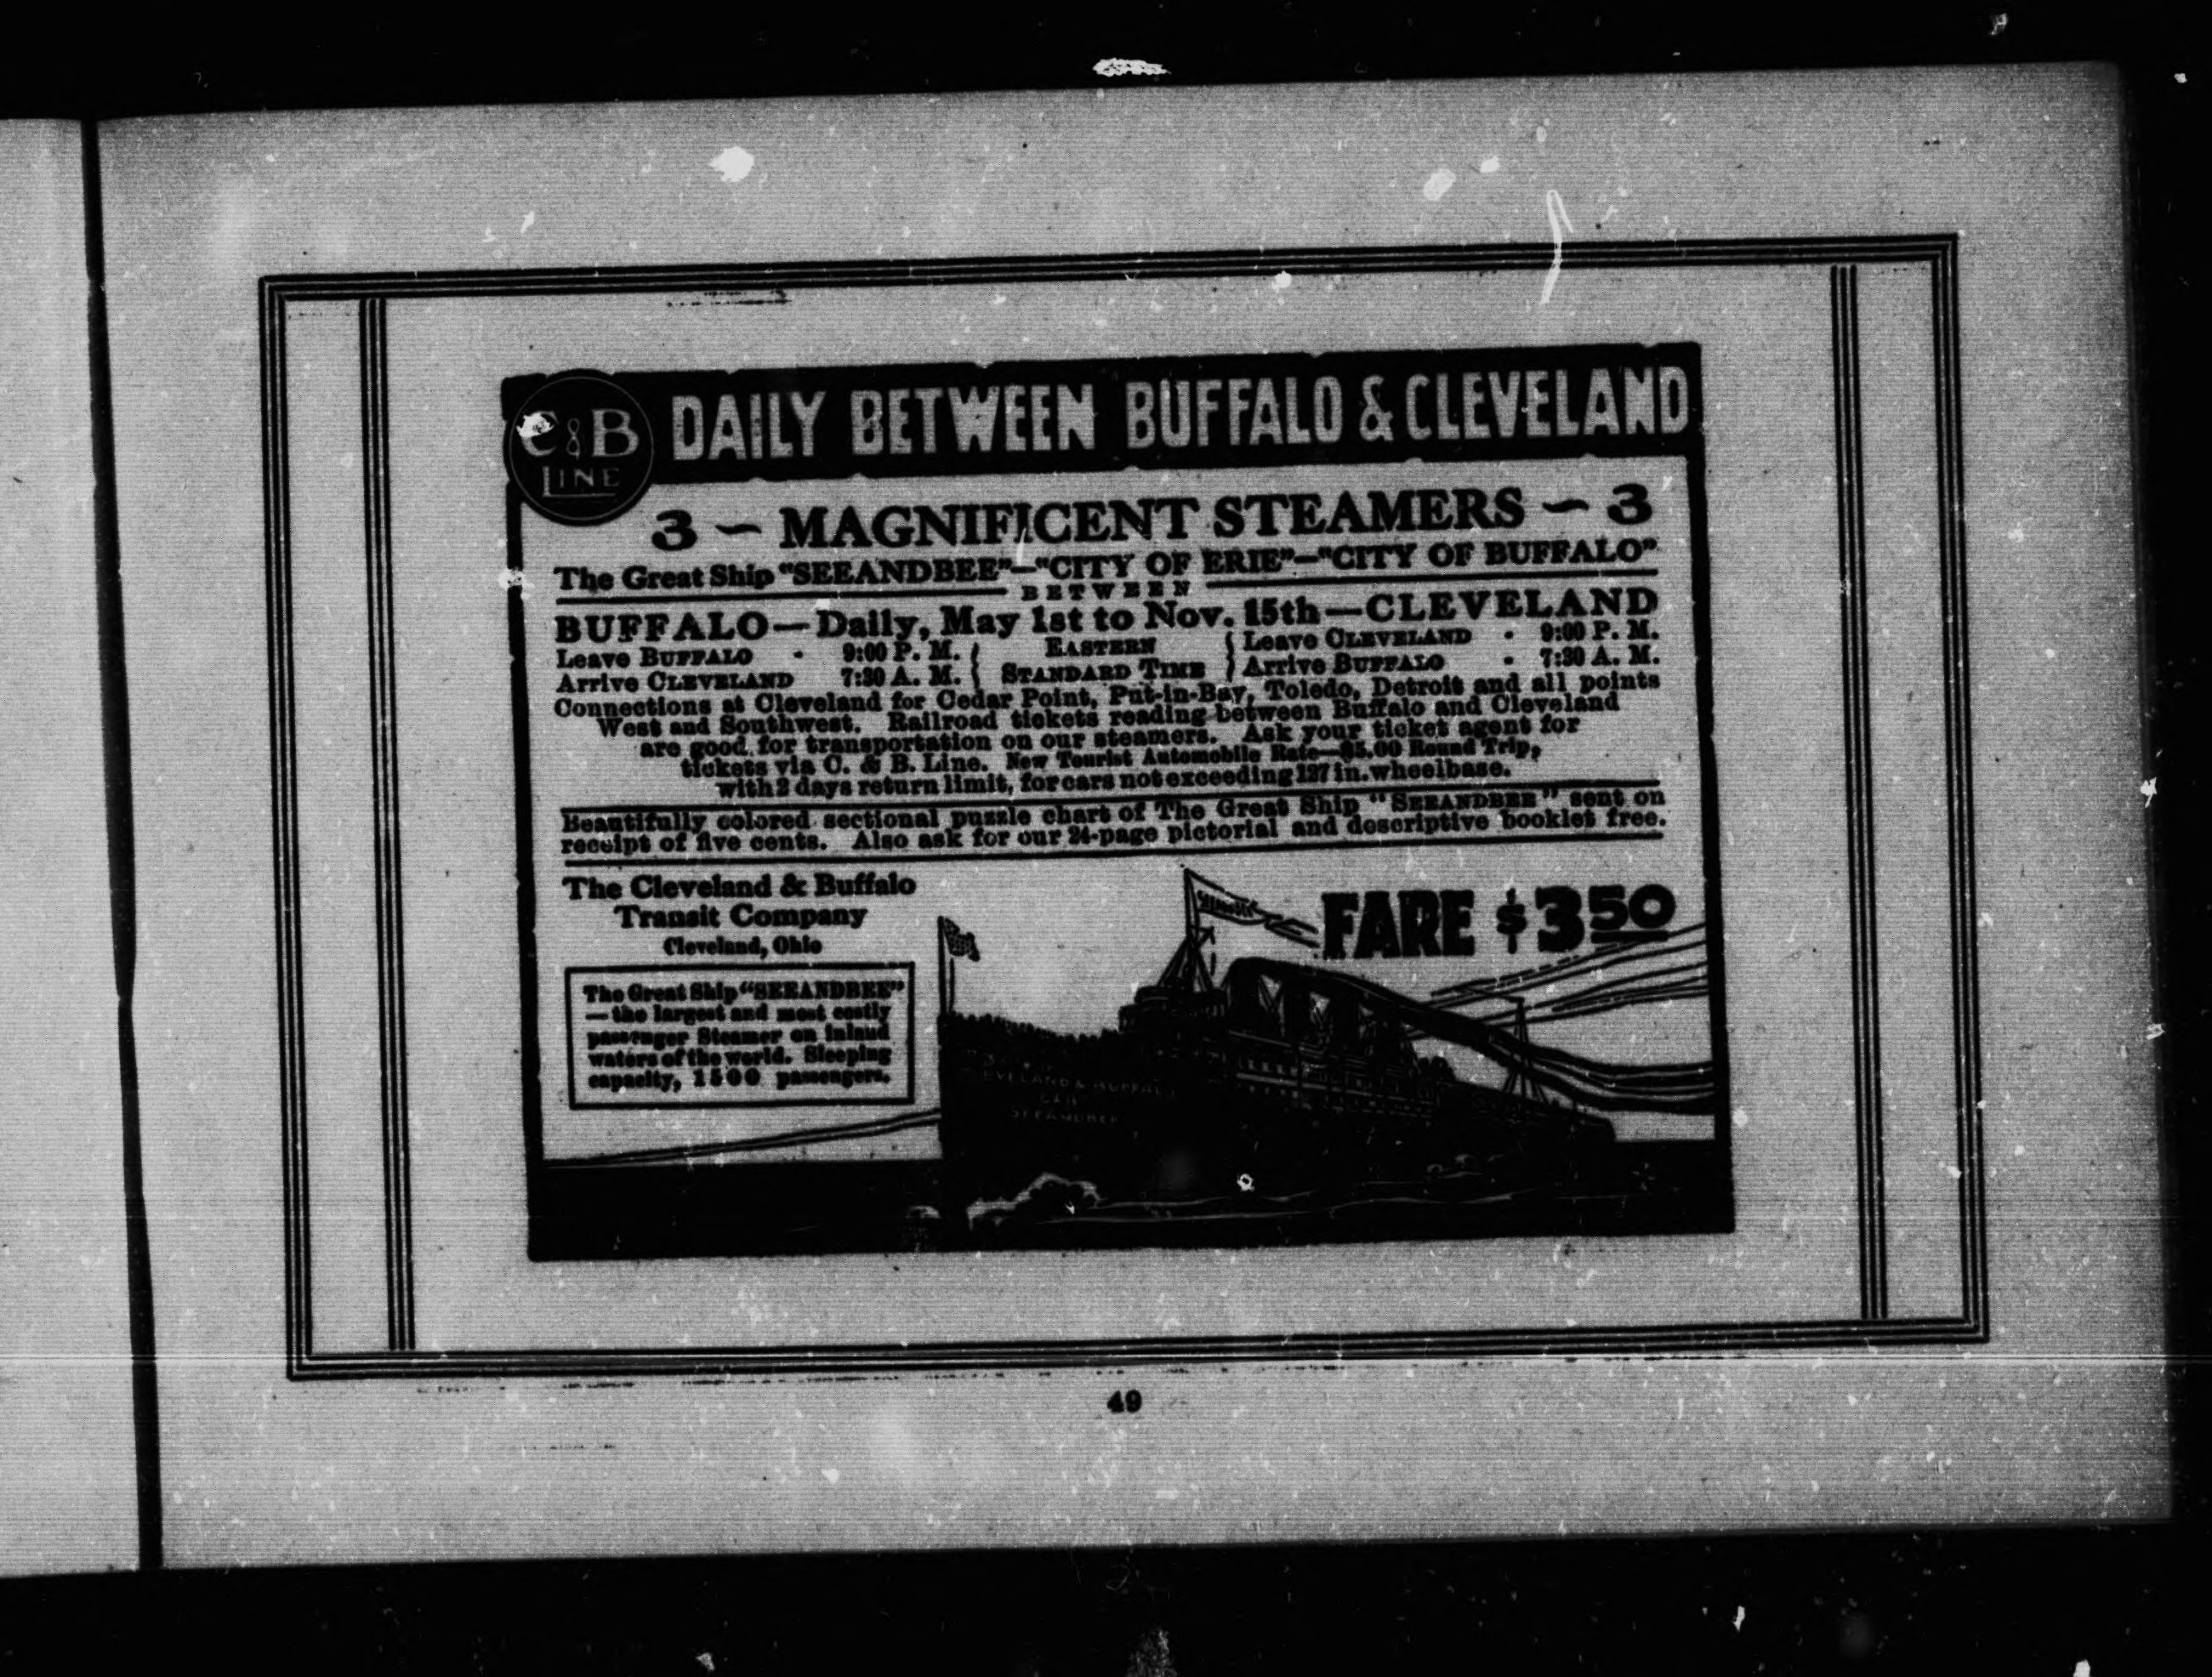 C & B
LINE
DAILY BETWEEN BUFFALO & CLEVELAND
3 ~ MAGNIFICENT STEAMERS ~ 3
The Great Ship "SEEANDBEE"—"CITY OF ERIE"—"CITY OF BUFFALO"
BETWEEN
BUFFALO—Daily, May 1st to Nov. 15th—CLEVELAND
Leave BUFFALO - 9:00 P. M. { EASTERN } Leave CLEVELAND - 9:00 P. M.
Arrive CLEVELAND 7:30 A. M. { STANDARD TIME } Arrive BUFFALO - 7:30 A. M.
Connections at Cleveland for Cedar Point, Put-in-Bay, Toledo, Detroit and all points
West and Southwest. Railroad tickets reading between Buffalo and Cleveland
are good for transportation on our steamers. Ask your ticket agent for
tickets via C. & B. Line. New Tourist Automobile Rate—$5.00 Round Trip,
with 2 days return limit, for cars not exceeding 127 in. wheelbase.
Beautifully colored sectional puzzle chart of The Great Ship "SEEANDBEE" sent on
receipt of five cents. Also ask for our 24-page pictorial and descriptive booklet free.
The Cleveland & Buffalo
Transit Company
Cleveland, Ohio
FARE $3.50
The Great Ship "SEEANDBEE"
—the largest and most costly
passenger Steamer on inland
waters of the world. Sleeping
capacity, 1500 passengers.
SEEANDBEE
49